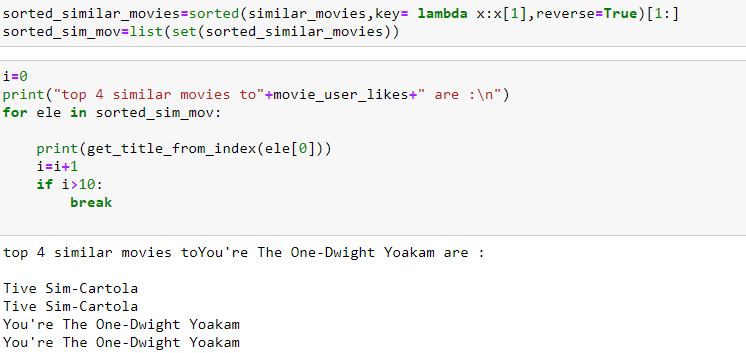 sorted_similar_movies=sorted(similar_movies,key= lambda x:x[1],reverse=True)[1:]
sorted_sim_mov=list(set(sorted_similar_movies))
i=0
print("top 4 similar movies to"+movie_user_likes+" are :\n")
for ele in sorted_sim_mov:
print(get_title_from_index(ele[0]))
i=i+1
if i>10:
break
top 4 similar movies toYou're The One-Dwight Yoakam are :
Tive Sim-Cartola
Tive Sim-Cartola
You're The One-Dwight Yoakam
You're The One-Dwight Yoakam